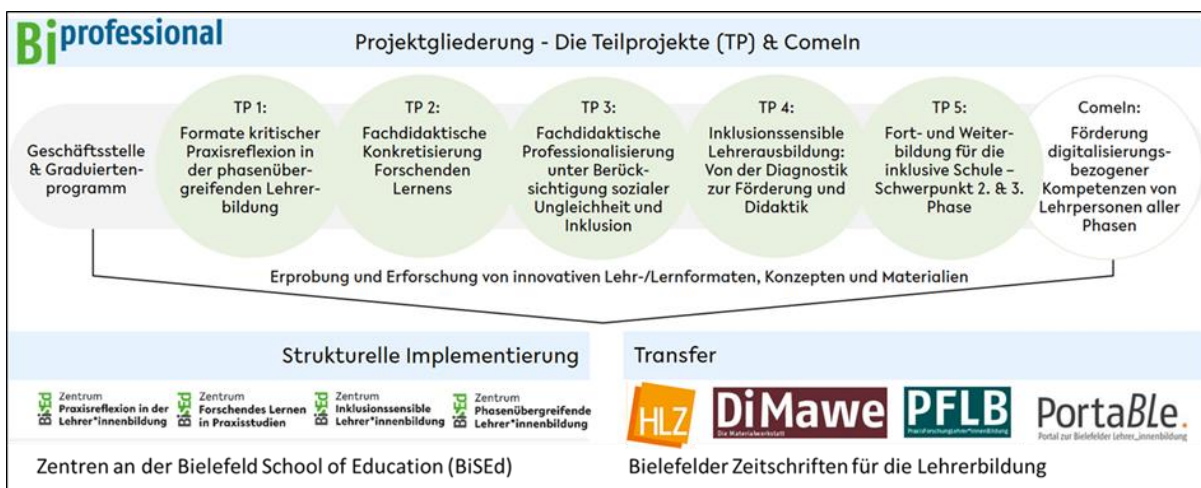 Biprofessional
Projektgliederung - Die Teilprojekte (TP) & ComeIn
Geschäftsstelle
& Graduierten-
programm
TP 1:
Formate kritischer
Praxisreflexion in
der phasenüber-
greifenden Lehrer-
bildung
TP 2:
Fachdidaktische
Konkretisierung
Forschenden
Lernens
TP 3:
Fachdidaktische
Professionalisierung
unter Berück-
sichtigung sozialer
Ungleichheit und
Inklusion
TP 4:
Inklusionssensible
Lehrerausbildung:
Von der Diagnostik
zur Förderung und
Didaktik
TP 5:
Fort- und Weiter-
bildung für die
inklusive Schule –
Schwerpunkt 2. & 3.
Phase
ComeIn:
Förderung
digitalisierungs-
bezogener
Kompetenzen von
Lehrpersonen aller
Phasen
Erprobung und Erforschung von innovativen Lehr-/Lernformaten, Konzepten und Materialien
Strukturelle Implementierung
BiSEd
Zentrum
Praxisreflexion in der
Lehrer*innenbildung
BiSEd
Zentrum
Forschendes Lernen
in Praxisstudien
BiSEd
Zentrum
Inklusionssensible
Lehrer*innenbildung
BiSEd
Zentrum
Phasenübergreifende
Lehrer*innenbildung
Zentren an der Bielefeld School of Education (BiSEd)
Transfer
HLZ
DiMawe
Die Materialwerkstatt
PFLB
PraxisForschungLehrer*innenBildung
PortaBle.
Portal zur Bielefelder Lehrer_innenbildung
Bielefelder Zeitschriften für die Lehrerbildung